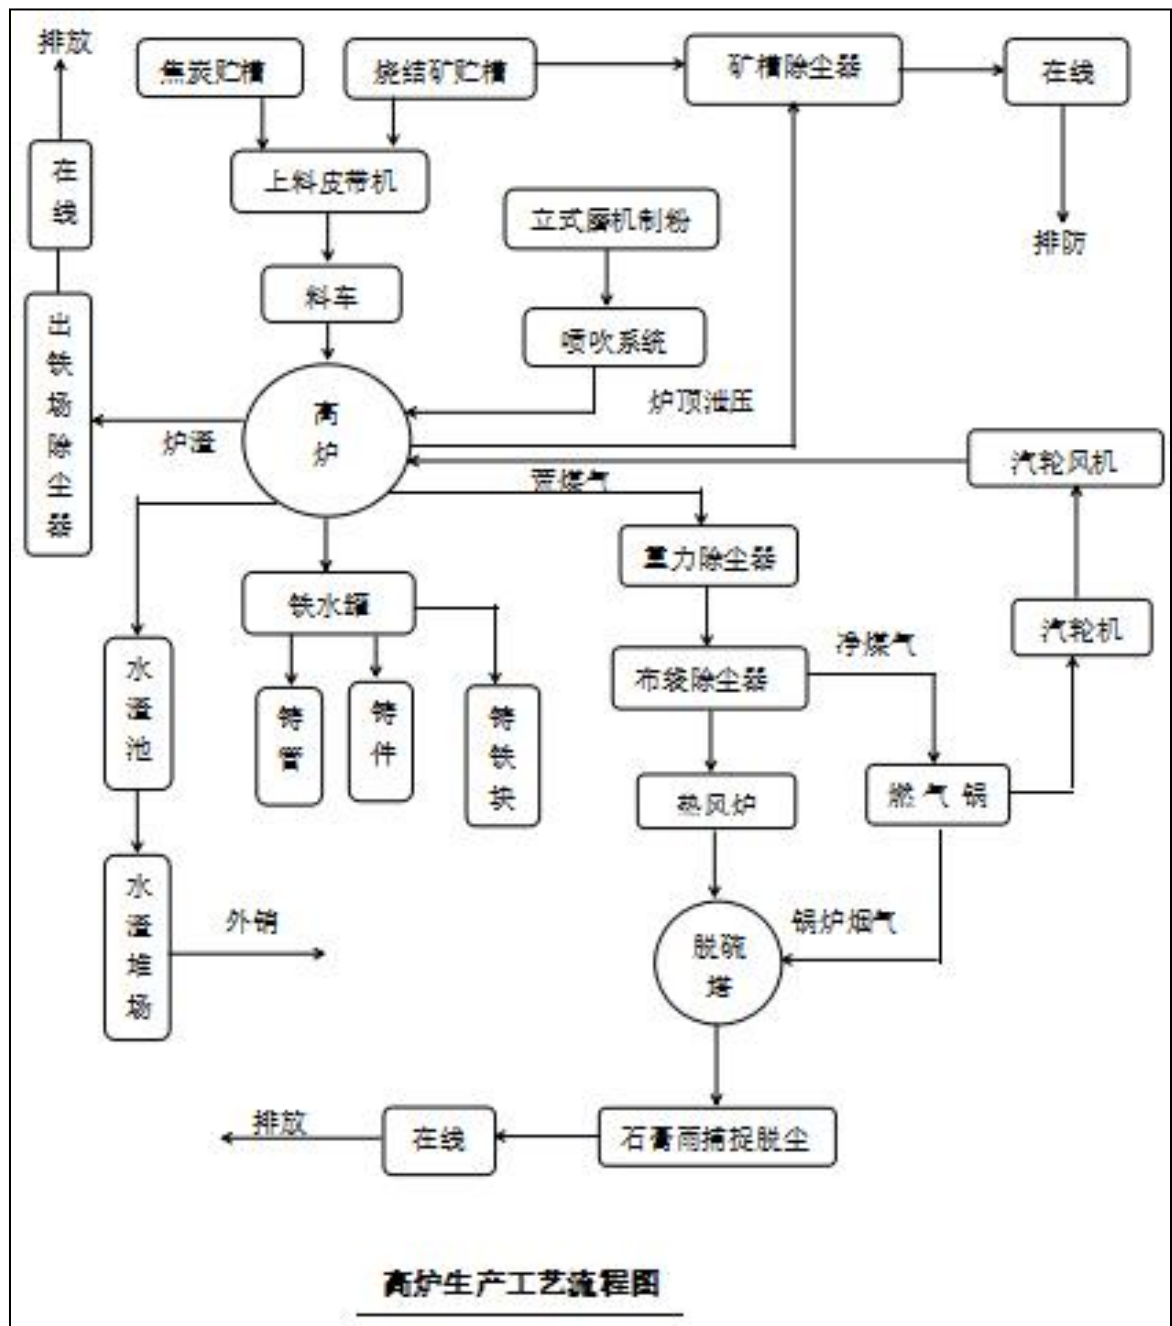 排放
焦炭贮槽
烧结矿贮槽
矿槽除尘器
在线
在线
上料皮带机
立式磨机制粉
排防
料车
出铁场除尘器
喷吹系统
炉顶泄压
高炉
炉渣
汽轮风机
荒煤气
重力除尘器
铁水罐
汽轮机
净煤气
水渣池
布袋除尘器
铸管
铸件
铸铁块
热风炉
燃气锅
水渣堆场
外销
锅炉烟气
脱硫塔
排放
在线
石膏雨捕捉脱尘
高炉生产工艺流程图